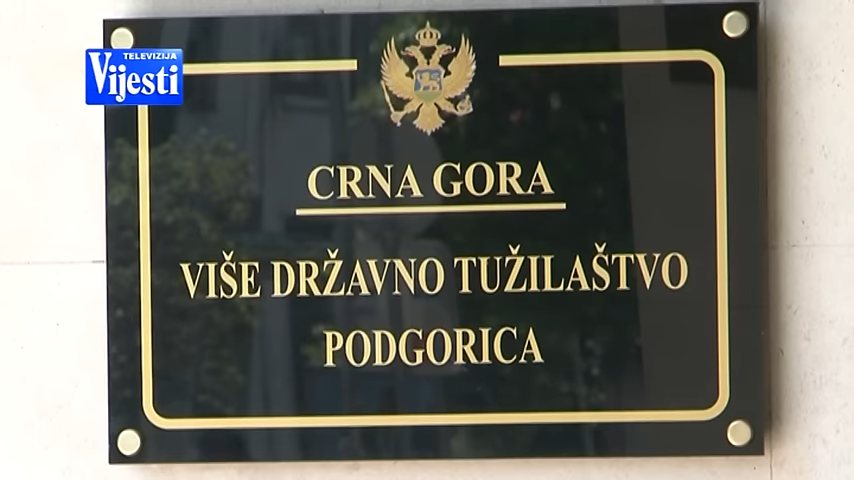 TELEVIZIJA
Vijesti
CRNA GORA
VIŠE DRŽAVNO TUŽILAŠTVO
PODGORICA